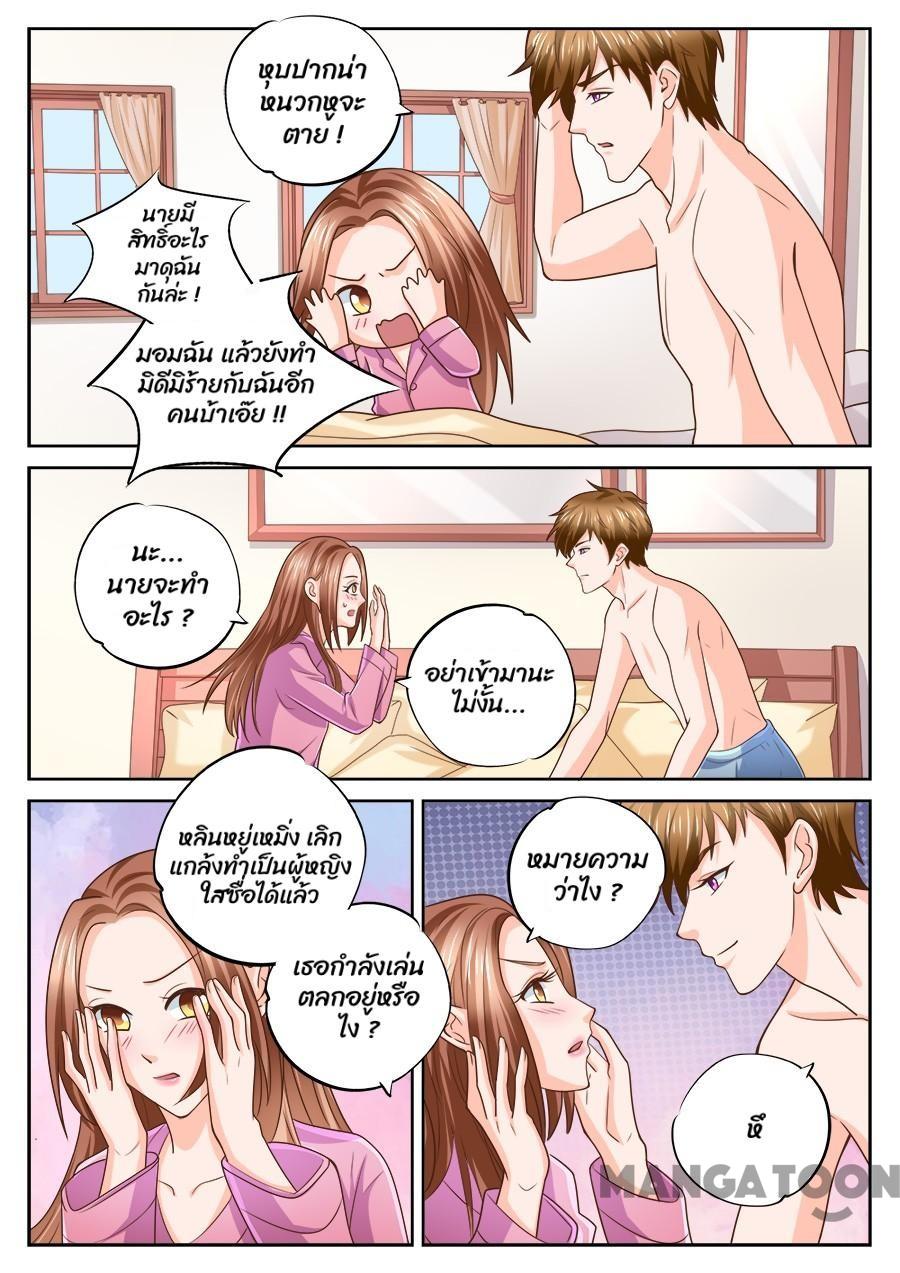 หุบปากน่า
หนวกหูจะ
ตาย !
นายมี
สิทธิ์อะไร
มาดุฉัน
กันล่ะ !
มอมฉัน แล้วยังทำ
มิดีมิร้ายกับฉันอีก
คนบ้าเอ๊ย !!
นะ...
นายจะทำ
อะไร ?
อย่าเข้ามานะ
ไม่งั้น...
หลินหยู่เหมิ่ง เลิก
แกล้งทำเป็นผู้หญิง
ใสซื่อได้แล้ว
เธอกำลังเล่น
ตลกอยู่หรือ
ไง ?
หมายความ
ว่าไง ?
หึ
MANGATOON